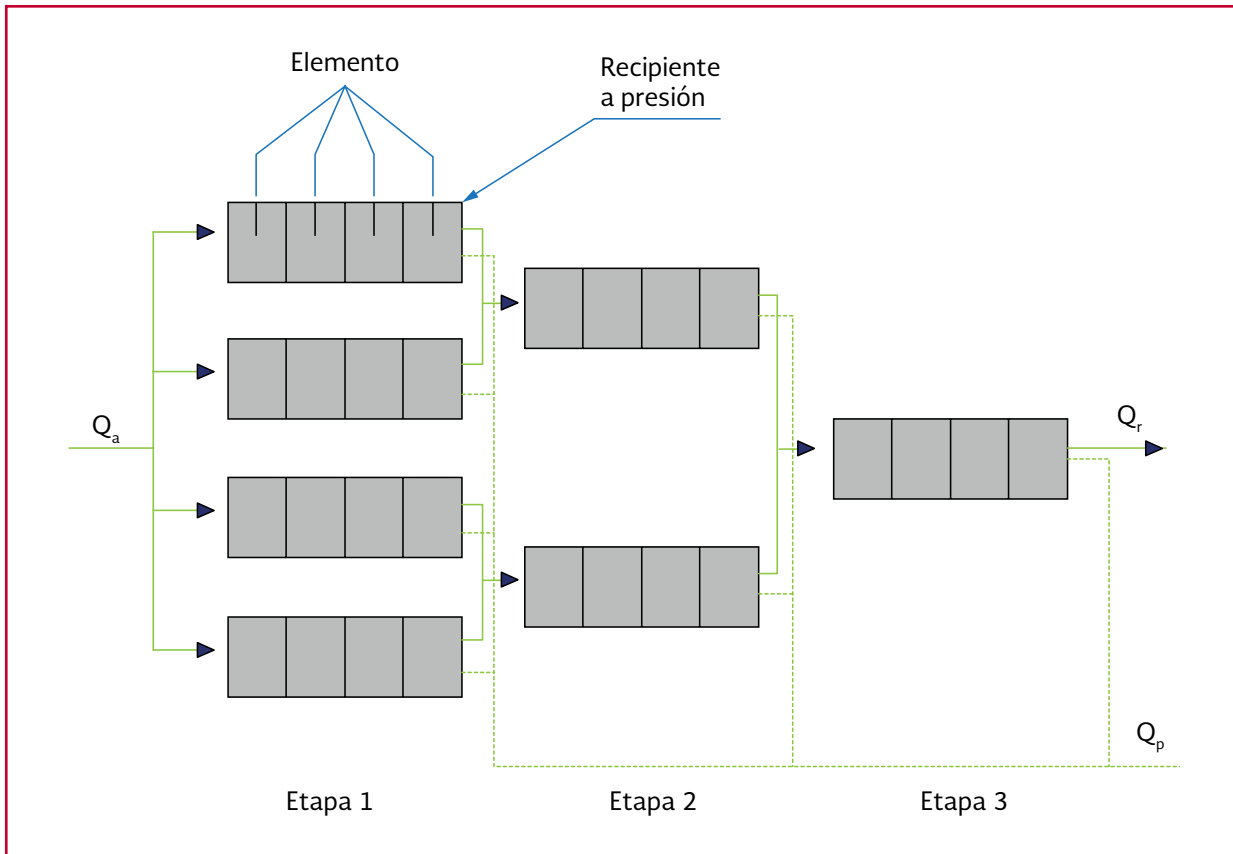 Elemento
Recipiente
a presión
Qa
Qr
Qp
Etapa 1
Etapa 2
Etapa 3